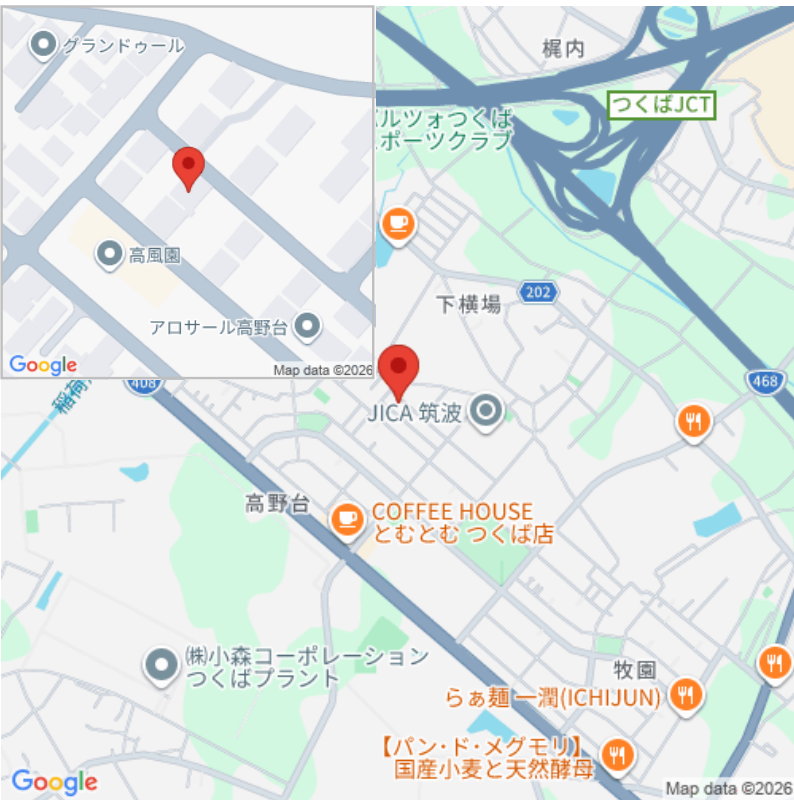 グランドゥール
高風園
アロサール高野台
Google
Map data ©2026
梶内
つくばJCT
ルツォつくば
ポーツクラブ
202
下横場
468
408
JICA 筑波
高野台
COFFEE HOUSE
とむとむ つくば店
㈱小森コーポレーション
つくばプラント
牧園
らぁ麺 一潤(ICHIJUN)
【パン･ド･メグモリ】
国産小麦と天然酵母
Google
Map data ©2026